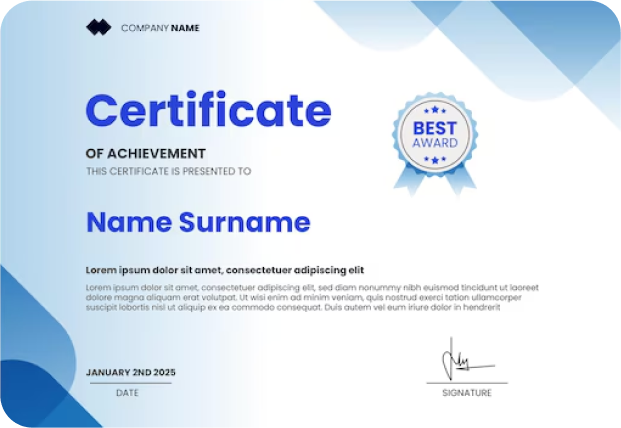 COMPANY NAME
Certificate
OF ACHIEVEMENT
THIS CERTIFICATE IS PRESENTED TO
BEST
AWARD
Name Surname
Lorem ipsum dolor sit amet, consectetuer adipiscing elit
Lorem ipsum dolor sit amet, consectetuer adipiscing elit, sed diam nonummy nibh euismod tincidunt ut laoreet
dolore magna aliquam erat volutpat. Ut wisi enim ad minim veniam, quis nostrud exerci tation ullamcorper
suscipit lobortis nisl ut aliquip ex ea commodo consequat. Duis autem vel eum iriure dolor in hendrerit
JANUARY 2ND 2025
DATE
SIGNATURE